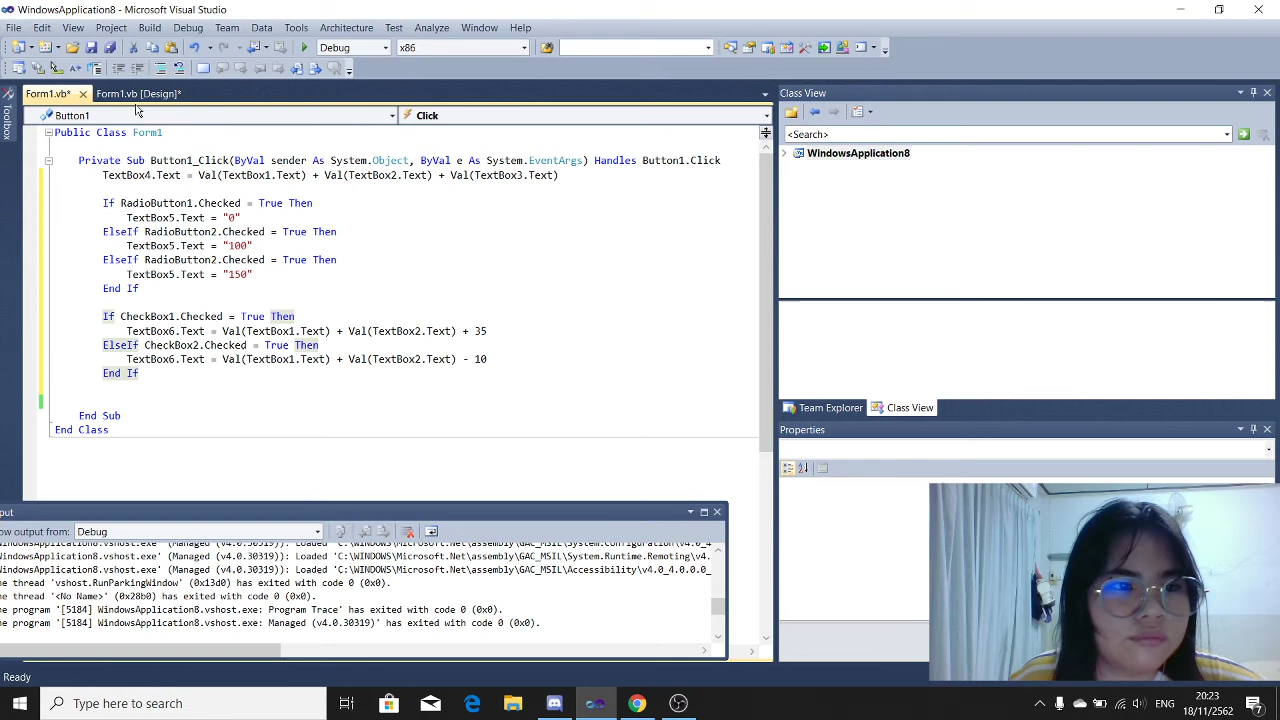 WindowsApplication8 - Microsoft Visual Studio
File Edit View Project Build Debug Team Data Tools Architecture Test Analyze Window Help
Debug x86
Form1.vb* Form1.vb [Design]*
Button1 Click
Public Class Form1
Private Sub Button1_Click(ByVal sender As System.Object, ByVal e As System.EventArgs) Handles Button1.Click
TextBox4.Text = Val(TextBox1.Text) + Val(TextBox2.Text) + Val(TextBox3.Text)
If RadioButton1.Checked = True Then
TextBox5.Text = "0"
ElseIf RadioButton2.Checked = True Then
TextBox5.Text = "100"
ElseIf RadioButton2.Checked = True Then
TextBox5.Text = "150"
End If
If CheckBox1.Checked = True Then
TextBox6.Text = Val(TextBox1.Text) + Val(TextBox2.Text) + 35
ElseIf CheckBox2.Checked = True Then
TextBox6.Text = Val(TextBox1.Text) + Val(TextBox2.Text) - 10
End If
End Sub
End Class
Toolbox
Class View
<Search>
WindowsApplication8
Team Explorer Class View
Properties
put
ow output from: Debug
WindowsApplication8.vshost.exe' (Managed (v4.0.30319)): Loaded 'C:\WINDOWS\Microsoft.Net\assembly\GAC_MSIL\System.Configuration\v4.0_4
indowsApplication8.vshost.exe' (Managed (v4.0.30319)): Loaded 'C:\WINDOWS\Microsoft.Net\assembly\GAC_MSIL\System.Runtime.Remoting\v4.
indowsApplication8.vshost.exe' (Managed (v4.0.30319)): Loaded 'C:\WINDOWS\Microsoft.Net\assembly\GAC_MSIL\Accessibility\v4.0_4.0.0.0_
e thread 'vshost.RunParkingWindow' (0x13d0) has exited with code 0 (0x0).
e thread '<No Name>' (0x28b0) has exited with code 0 (0x0).
e program '[5184] WindowsApplication8.vshost.exe: Program Trace' has exited with code 0 (0x0).
e program '[5184] WindowsApplication8.vshost.exe: Managed (v4.0.30319)' has exited with code 0 (0x0).
Ready
Type here to search
ENG
20:23
18/11/2562